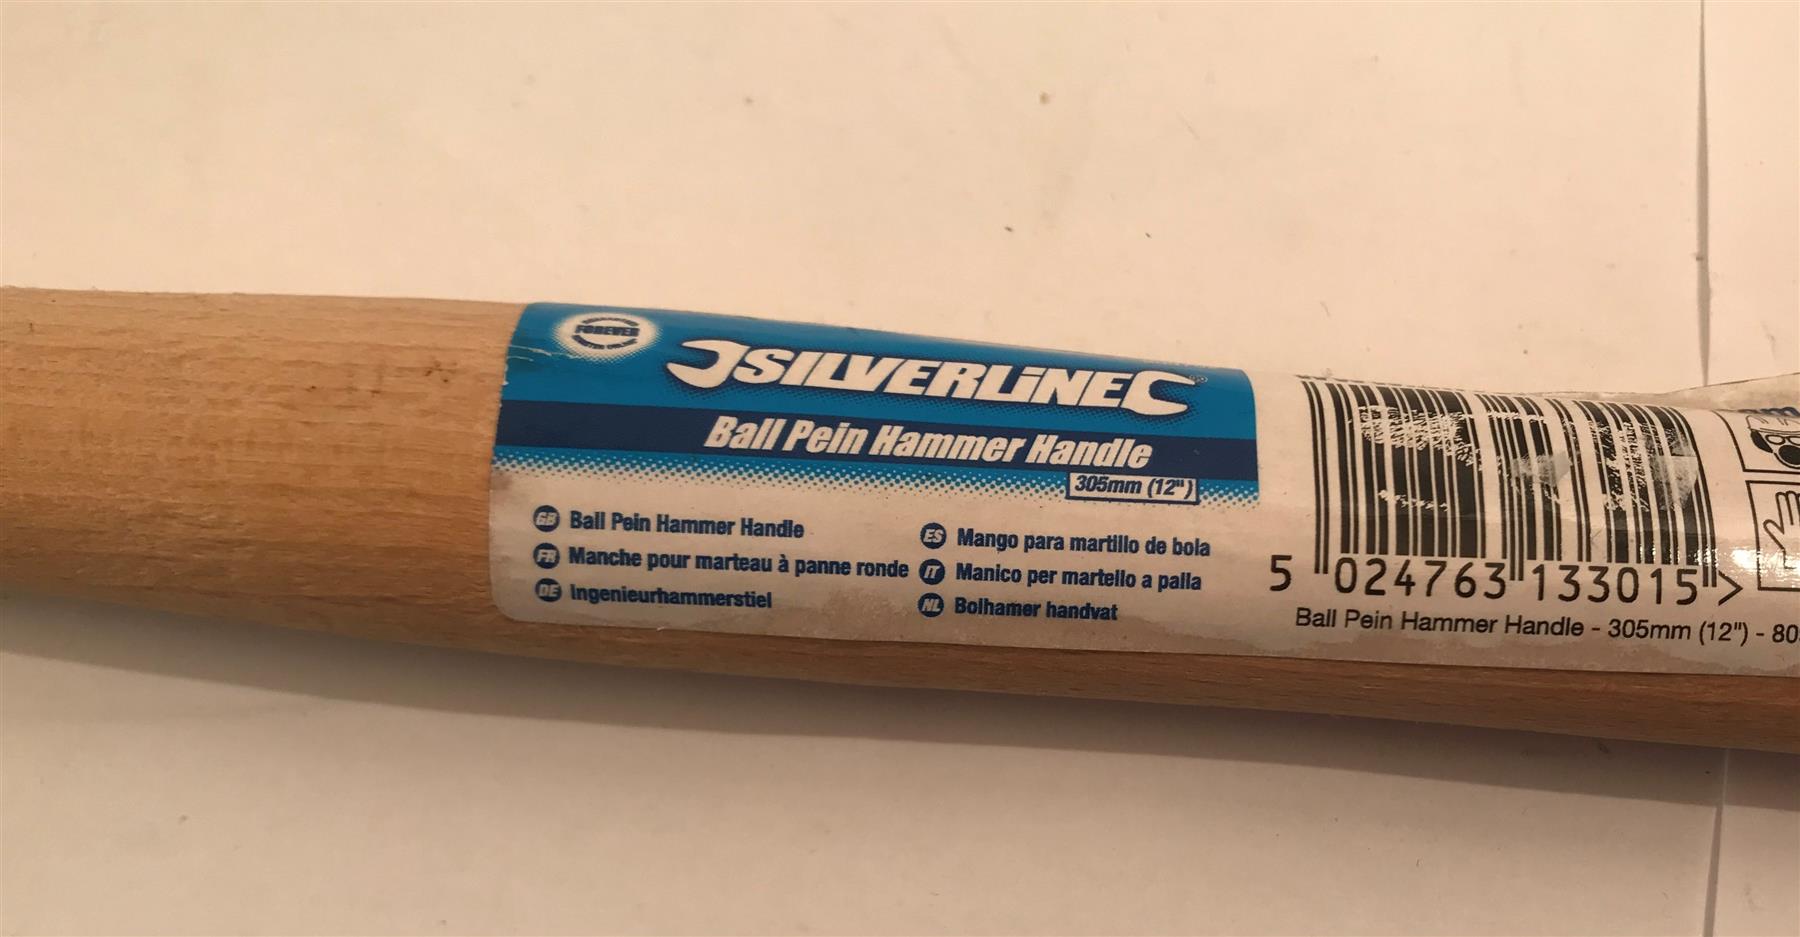 FOREVER
SILVERLINE
Ball Pein Hammer Handle
305mm (12")
GB Ball Pein Hammer Handle
FR Manche pour marteau à panne ronde
DE Ingenieurhammerstiel
ES Mango para martillo de bola
IT Manico per martello a palla
NL Bolhamer handvat
5 024763 133015 >
Ball Pein Hammer Handle - 305mm (12") - 80